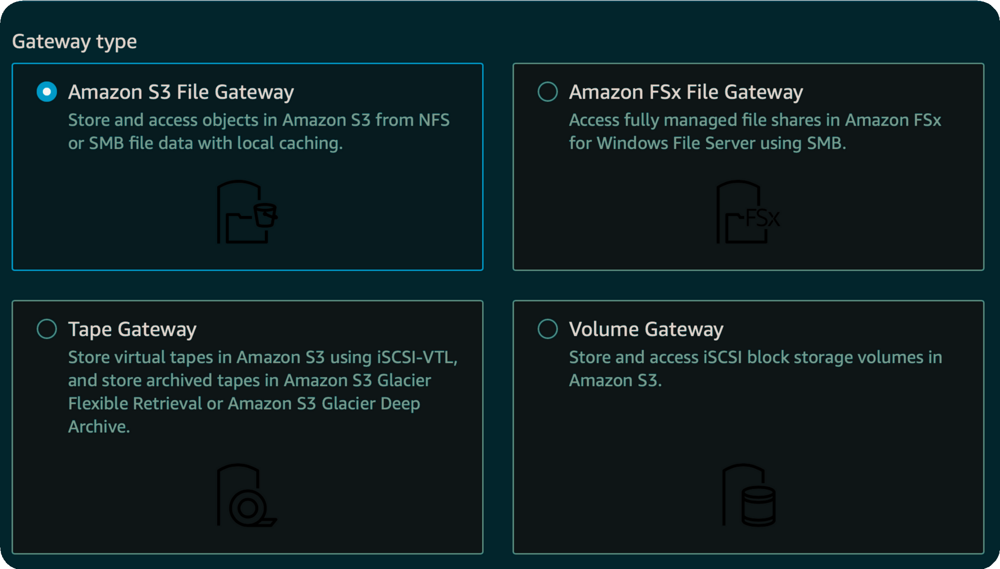 Gateway type
Amazon S3 File Gateway
Store and access objects in Amazon S3 from NFS
or SMB file data with local caching.
Amazon FSx File Gateway
Access fully managed file shares in Amazon FSx
for Windows File Server using SMB.
FSx
Tape Gateway
Store virtual tapes in Amazon S3 using iSCSI-VTL,
and store archived tapes in Amazon S3 Glacier
Flexible Retrieval or Amazon S3 Glacier Deep
Archive.
Volume Gateway
Store and access iSCSI block storage volumes in
Amazon S3.